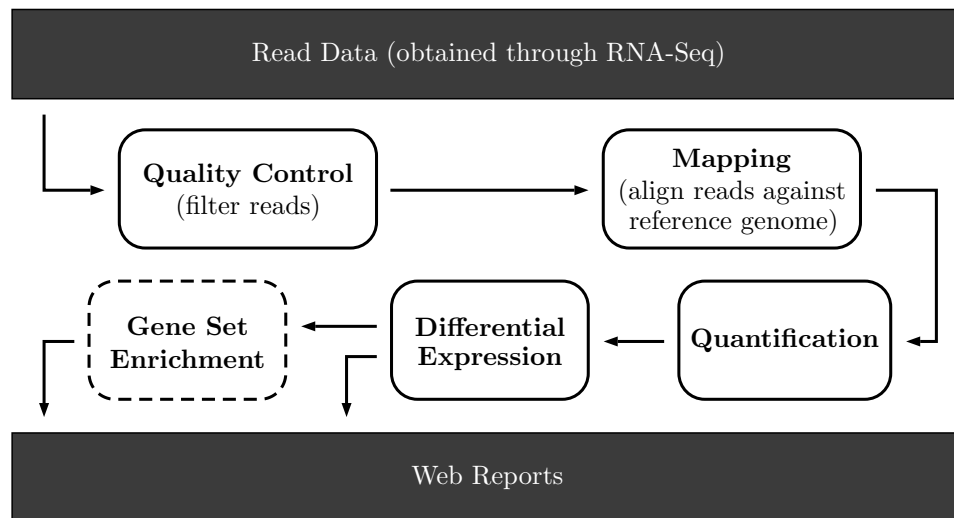 Read Data (obtained through RNA-Seq)
Quality Control
(filter reads)
Mapping
(align reads against
reference genome)
Gene Set
Enrichment
Differential
Expression
Quantification
Web Reports